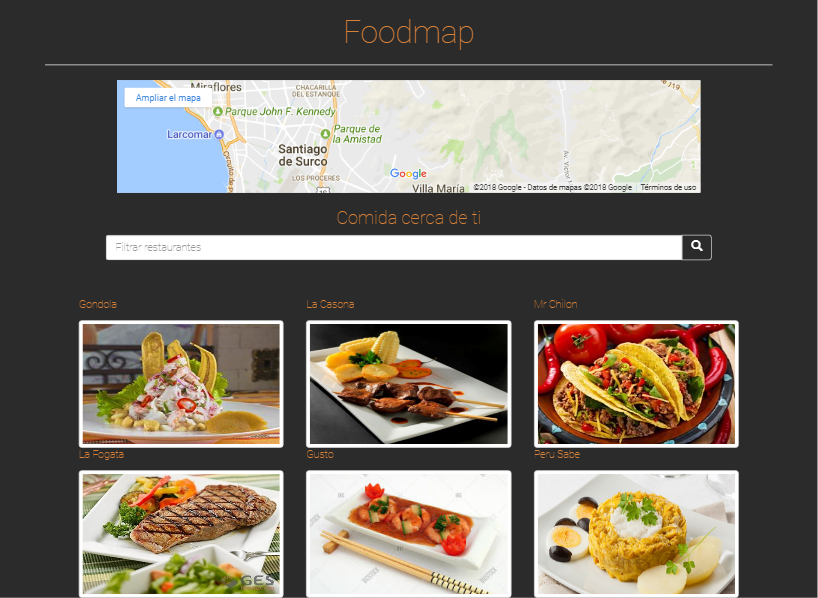 Foodmap
Miraflores
CHACARILLA
DEL ESTANQUE
Ampliar el mapa
Parque John F. Kennedy
Larcomar
Parque de
la Amistad
Santiago
de Surco
LOS PROCERES
Google
Villa María
©2018 Google - Datos de mapas ©2018 Google
Términos de uso
Comida cerca de ti
Filtrar restaurantes
Gondola
La Casona
Mr Chilon
La Fogata
Gusto
Peru Sabe